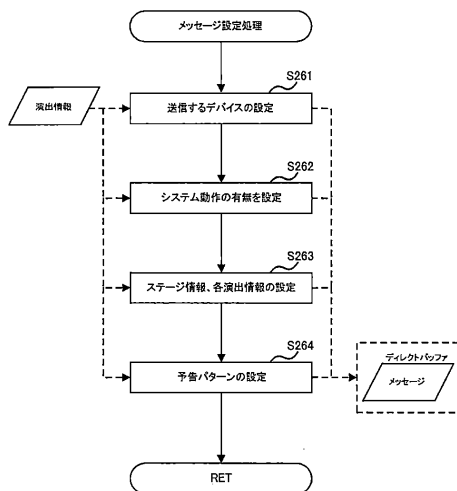 メッセージ設定処理
S261
演出情報
送信するデバイスの設定
S262
システム動作の有無を設定
S263
ステージ情報、各演出情報の設定
S264
予告パターンの設定
ディレクトバッファ
メッセージ
RET